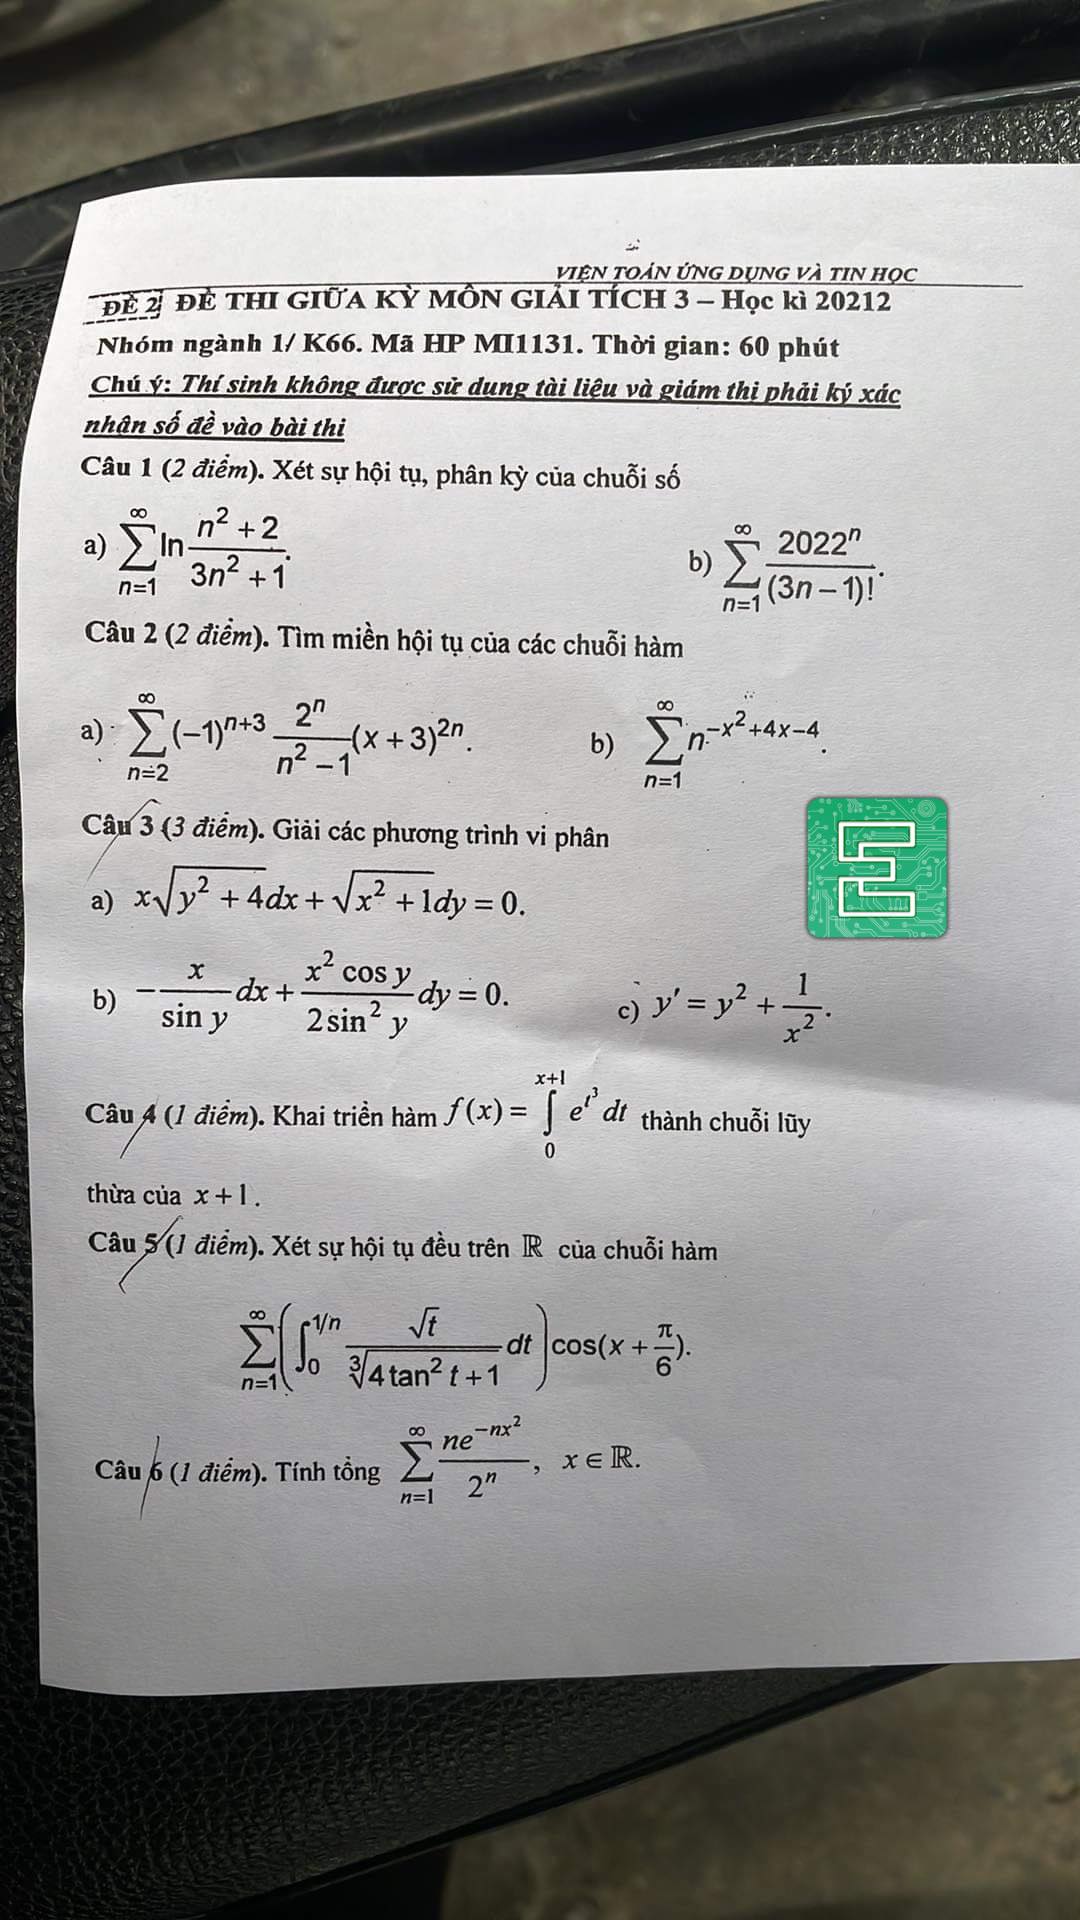 VIỆN TOÁN ỨNG DỤNG VÀ TIN HỌC
ĐỀ 2 ĐỀ THI GIỮA KỲ MÔN GIẢI TÍCH 3 – Học kì 20212
Nhóm ngành 1/ K66. Mã HP MI1131. Thời gian: 60 phút
Chú ý: Thí sinh không được sử dung tài liệu và giám thi phải ký xác
nhân số đề vào bài thi
Câu 1 (2 điểm). Xét sự hội tụ, phân kỳ của chuỗi số
a) \sum_{n=1}^{\infty} \ln \frac{n^2+2}{3n^2+1}. b) \sum_{n=1}^{\infty} \frac{2022^n}{(3n-1)!}.
Câu 2 (2 điểm). Tìm miền hội tụ của các chuỗi hàm
a) \sum_{n=2}^{\infty} (-1)^{n+3} \frac{2^n}{n^2-1}(x+3)^{2n}. b) \sum_{n=1}^{\infty} n^{-x^2+4x-4}.
Câu 3 (3 điểm). Giải các phương trình vi phân
a) x\sqrt{y^2+4}dx + \sqrt{x^2+1}dy = 0.
E
b) -\frac{x}{\sin y}dx + \frac{x^2 \cos y}{2\sin^2 y}dy = 0. c) y' = y^2 + \frac{1}{x^2}.
Câu 4 (1 điểm). Khai triển hàm f(x) = \int_0^{x+1} e^{t^3} dt thành chuỗi lũy
thừa của x+1.
Câu 5 (1 điểm). Xét sự hội tụ đều trên ℝ của chuỗi hàm
\sum_{n=1}^{\infty} \left( \int_0^{1/n} \frac{\sqrt{t}}{\sqrt[3]{4\tan^2 t+1}} dt \right) \cos(x+\frac{\pi}{6}).
Câu 6 (1 điểm). Tính tổng \sum_{n=1}^{\infty} \frac{ne^{-nx^2}}{2^n}, x ∈ ℝ.